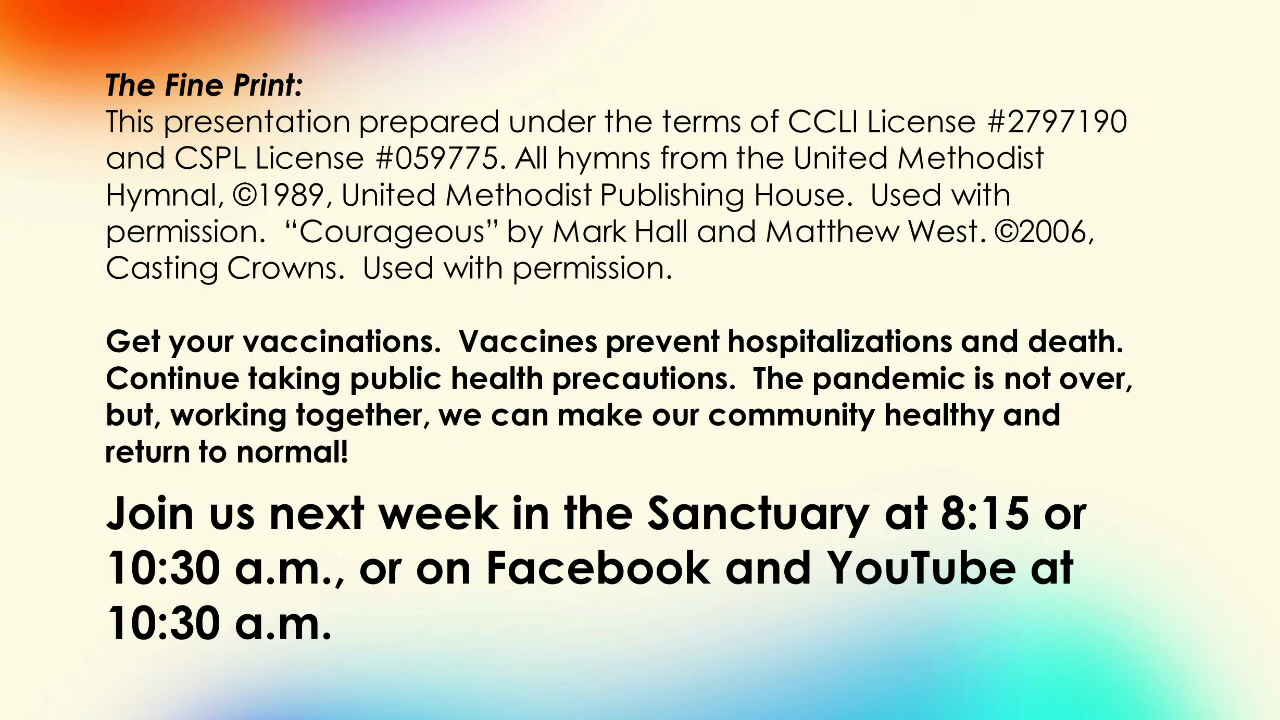 The Fine Print:
This presentation prepared under the terms of CCLI License #2797190
and CSPL License #059775. All hymns from the United Methodist
Hymnal, ©1989, United Methodist Publishing House.  Used with
permission.  “Courageous” by Mark Hall and Matthew West. ©2006,
Casting Crowns.  Used with permission.
Get your vaccinations.  Vaccines prevent hospitalizations and death.
Continue taking public health precautions.  The pandemic is not over,
but, working together, we can make our community healthy and
return to normal!
Join us next week in the Sanctuary at 8:15 or
10:30 a.m., or on Facebook and YouTube at
10:30 a.m.